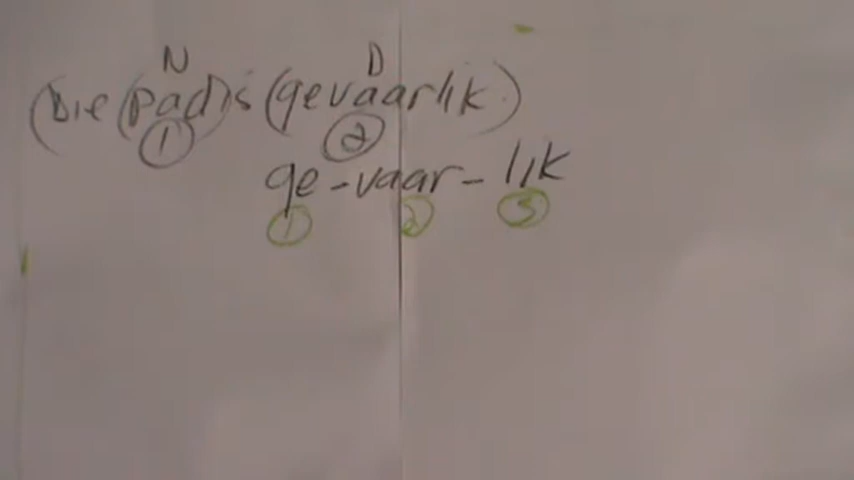 N D
(Die (pad) is (gevaarlik.)
1 2
ge-vaar-lik
1 2 3